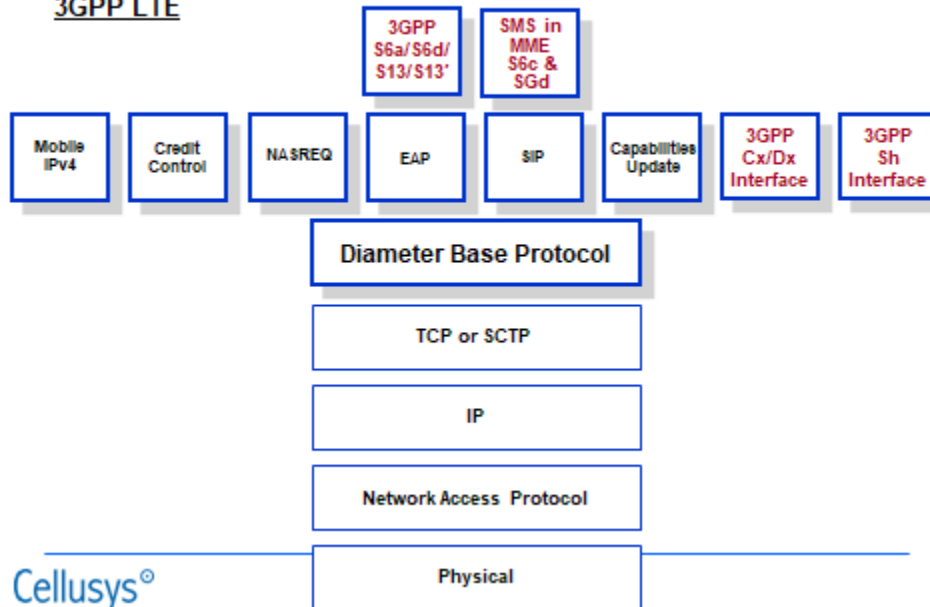 3GPP LTE
3GPP
S6a/S6d/
S13/S13'
SMS in
MME
S6c &
SGd
Mobile
IPv4
Credit
Control
NASREQ
EAP
SIP
Capabilities
Update
3GPP
Cx/Dx
Interface
3GPP
Sh
Interface
Diameter Base Protocol
TCP or SCTP
IP
Network Access Protocol
Physical
Cellusys